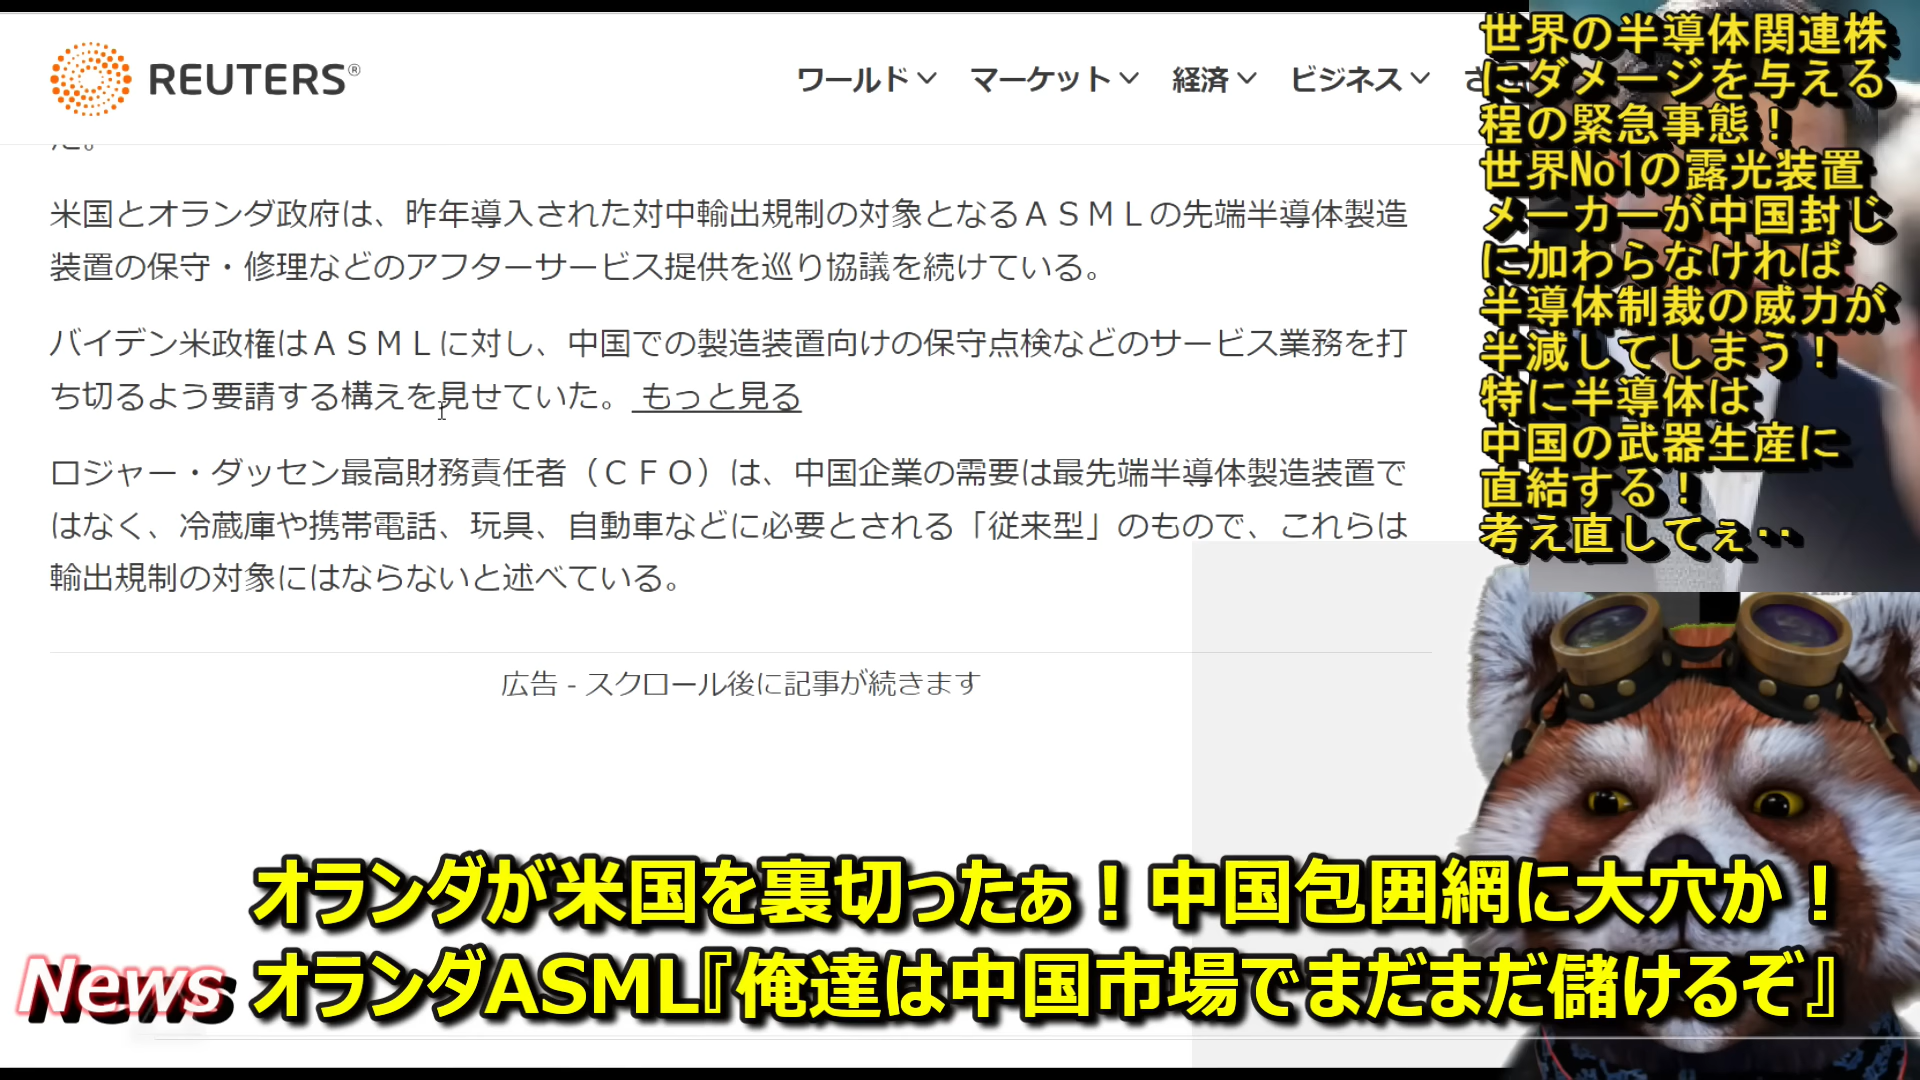 REUTERS®
ワールド
マーケット
経済
ビジネス
さ
た。
米国とオランダ政府は、昨年導入された対中輸出規制の対象となるＡＳＭＬの先端半導体製造
装置の保守・修理などのアフターサービス提供を巡り協議を続けている。
バイデン米政権はＡＳＭＬに対し、中国での製造装置向けの保守点検などのサービス業務を打
ち切るよう要請する構えを見せていた。 もっと見る
ロジャー・ダッセン最高財務責任者（ＣＦＯ）は、中国企業の需要は最先端半導体製造装置で
はなく、冷蔵庫や携帯電話、玩具、自動車などに必要とされる「従来型」のもので、これらは
輸出規制の対象にはならないと述べている。
広告 - スクロール後に記事が続きます
世界の半導体関連株
にダメージを与える
程の緊急事態！
世界No1の露光装置
メーカーが中国封じ
に加わらなければ
半導体制裁の威力が
半減してしまう！
特に半導体は
中国の武器生産に
直結する！
考え直してぇ‥
オランダが米国を裏切ったぁ！中国包囲網に大穴か！
News
オランダASML『俺達は中国市場でまだまだ儲けるぞ』